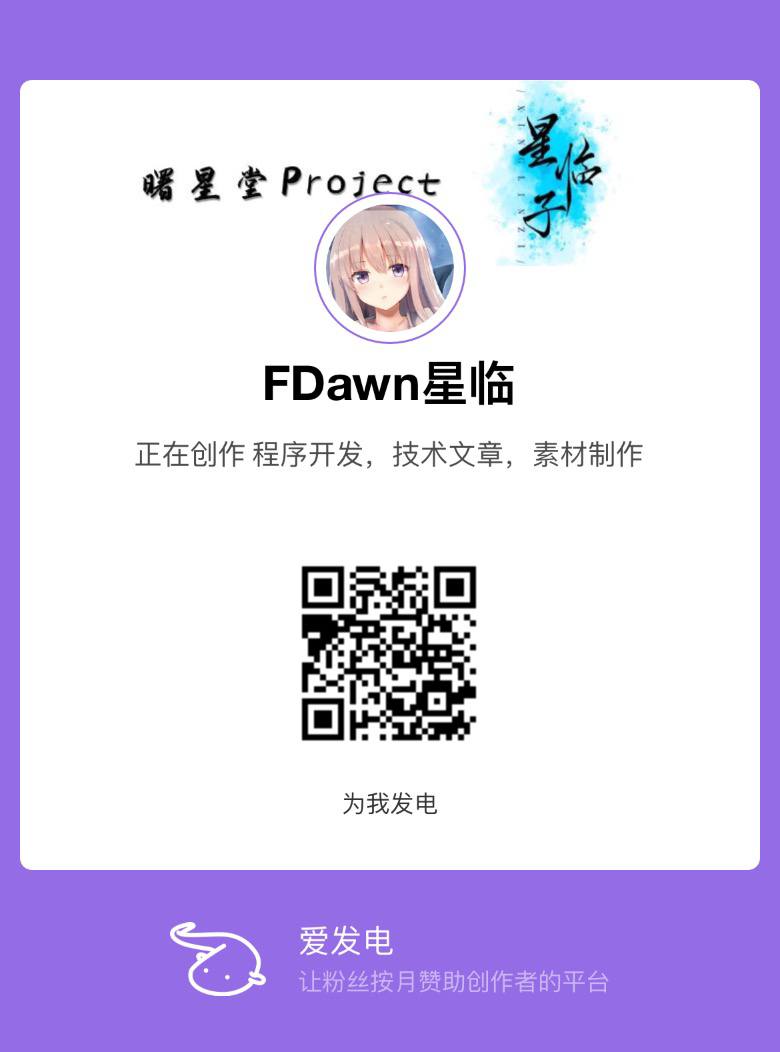 曙星堂Project
星临子
/ X I N L I N Z I /
FDawn星临
正在创作 程序开发，技术文章，素材制作
为我发电
爱发电
让粉丝按月赞助创作者的平台